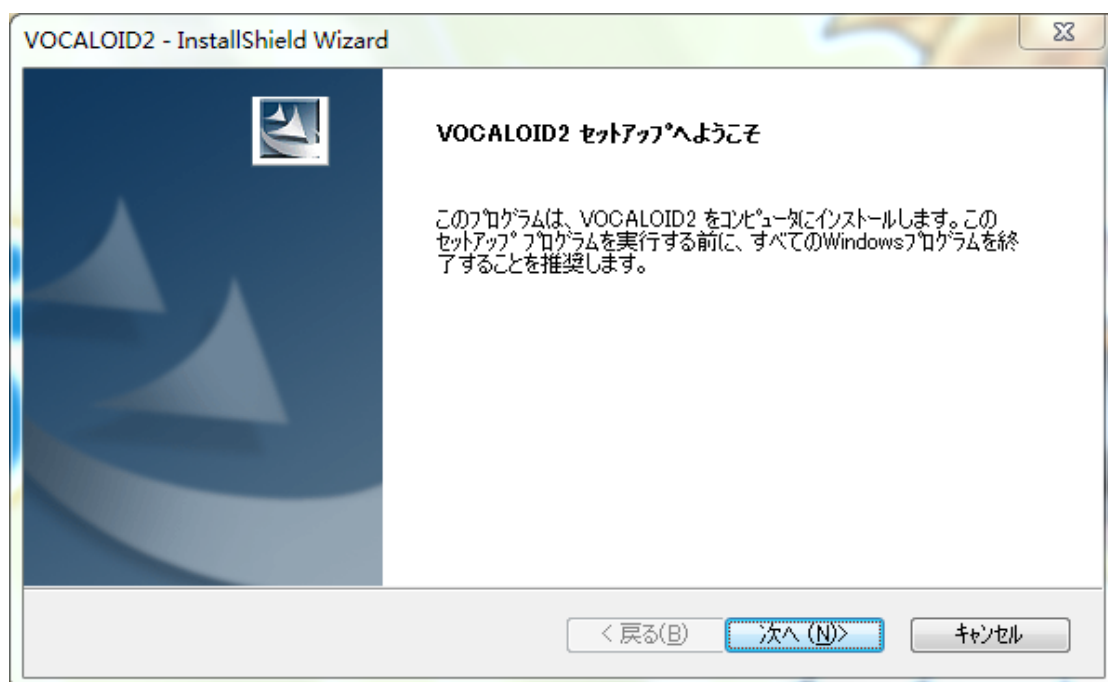 VOCALOID2 - InstallShield Wizard
VOCALOID2 ｾｯﾄｱｯﾌﾟへようこそ
このﾌﾟﾛｸﾞﾗﾑは、VOCALOID2 をｺﾝﾋﾟｭｰﾀにｲﾝｽﾄｰﾙします。この
ｾｯﾄｱｯﾌﾟ ﾌﾟﾛｸﾞﾗﾑを実行する前に、すべてのWindowsﾌﾟﾛｸﾞﾗﾑを終
了することを推奨します。
< 戻る(B)
次へ (N)>
ｷｬﾝｾﾙ